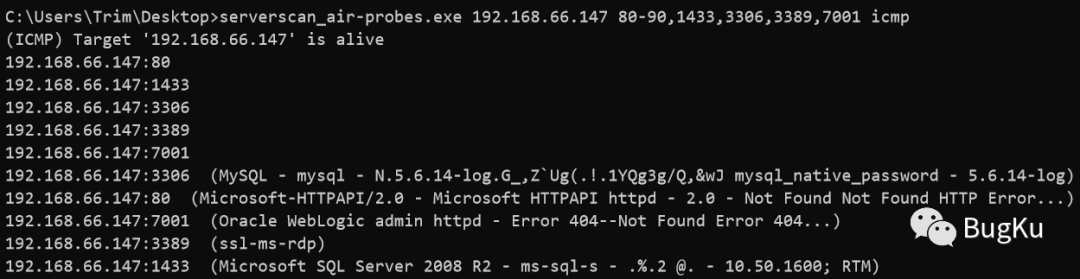 C:\Users\Trim\Desktop>serverscan_air-probes.exe 192.168.66.147 80-90,1433,3306,3389,7001 icmp
(ICMP) Target '192.168.66.147' is alive
192.168.66.147:80
192.168.66.147:1433
192.168.66.147:3306
192.168.66.147:3389
192.168.66.147:7001
192.168.66.147:3306  (MySQL - mysql - N.5.6.14-log.G_,Z`Ug(.!.1YQg3g/Q,&wJ mysql_native_password - 5.6.14-log)
192.168.66.147:80  (Microsoft-HTTPAPI/2.0 - Microsoft HTTPAPI httpd - 2.0 - Not Found Not Found HTTP Error...)
192.168.66.147:7001  (Oracle WebLogic admin httpd - Error 404--Not Found Error 404...)
192.168.66.147:3389  (ssl-ms-rdp)
192.168.66.147:1433  (Microsoft SQL Server 2008 R2 - ms-sql-s - .%.2 @. - 10.50.1600; RTM)
BugKu